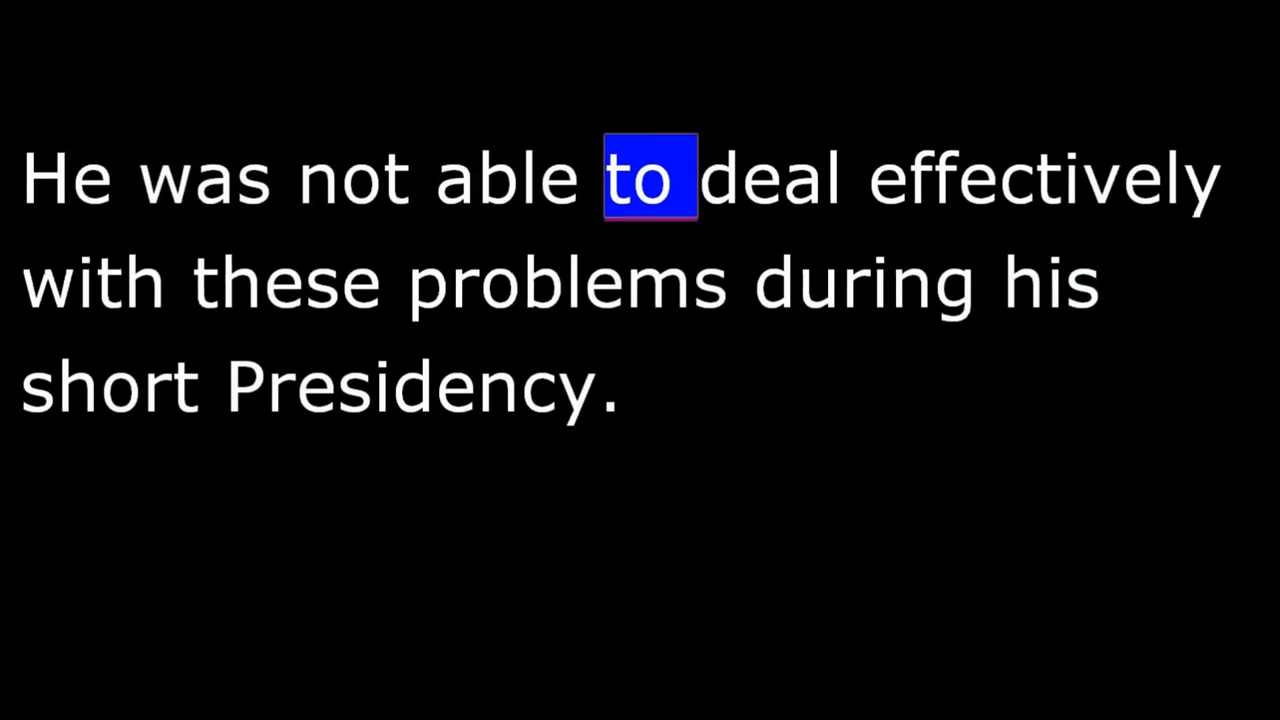 He was not able to deal effectively
with these problems during his
short Presidency.